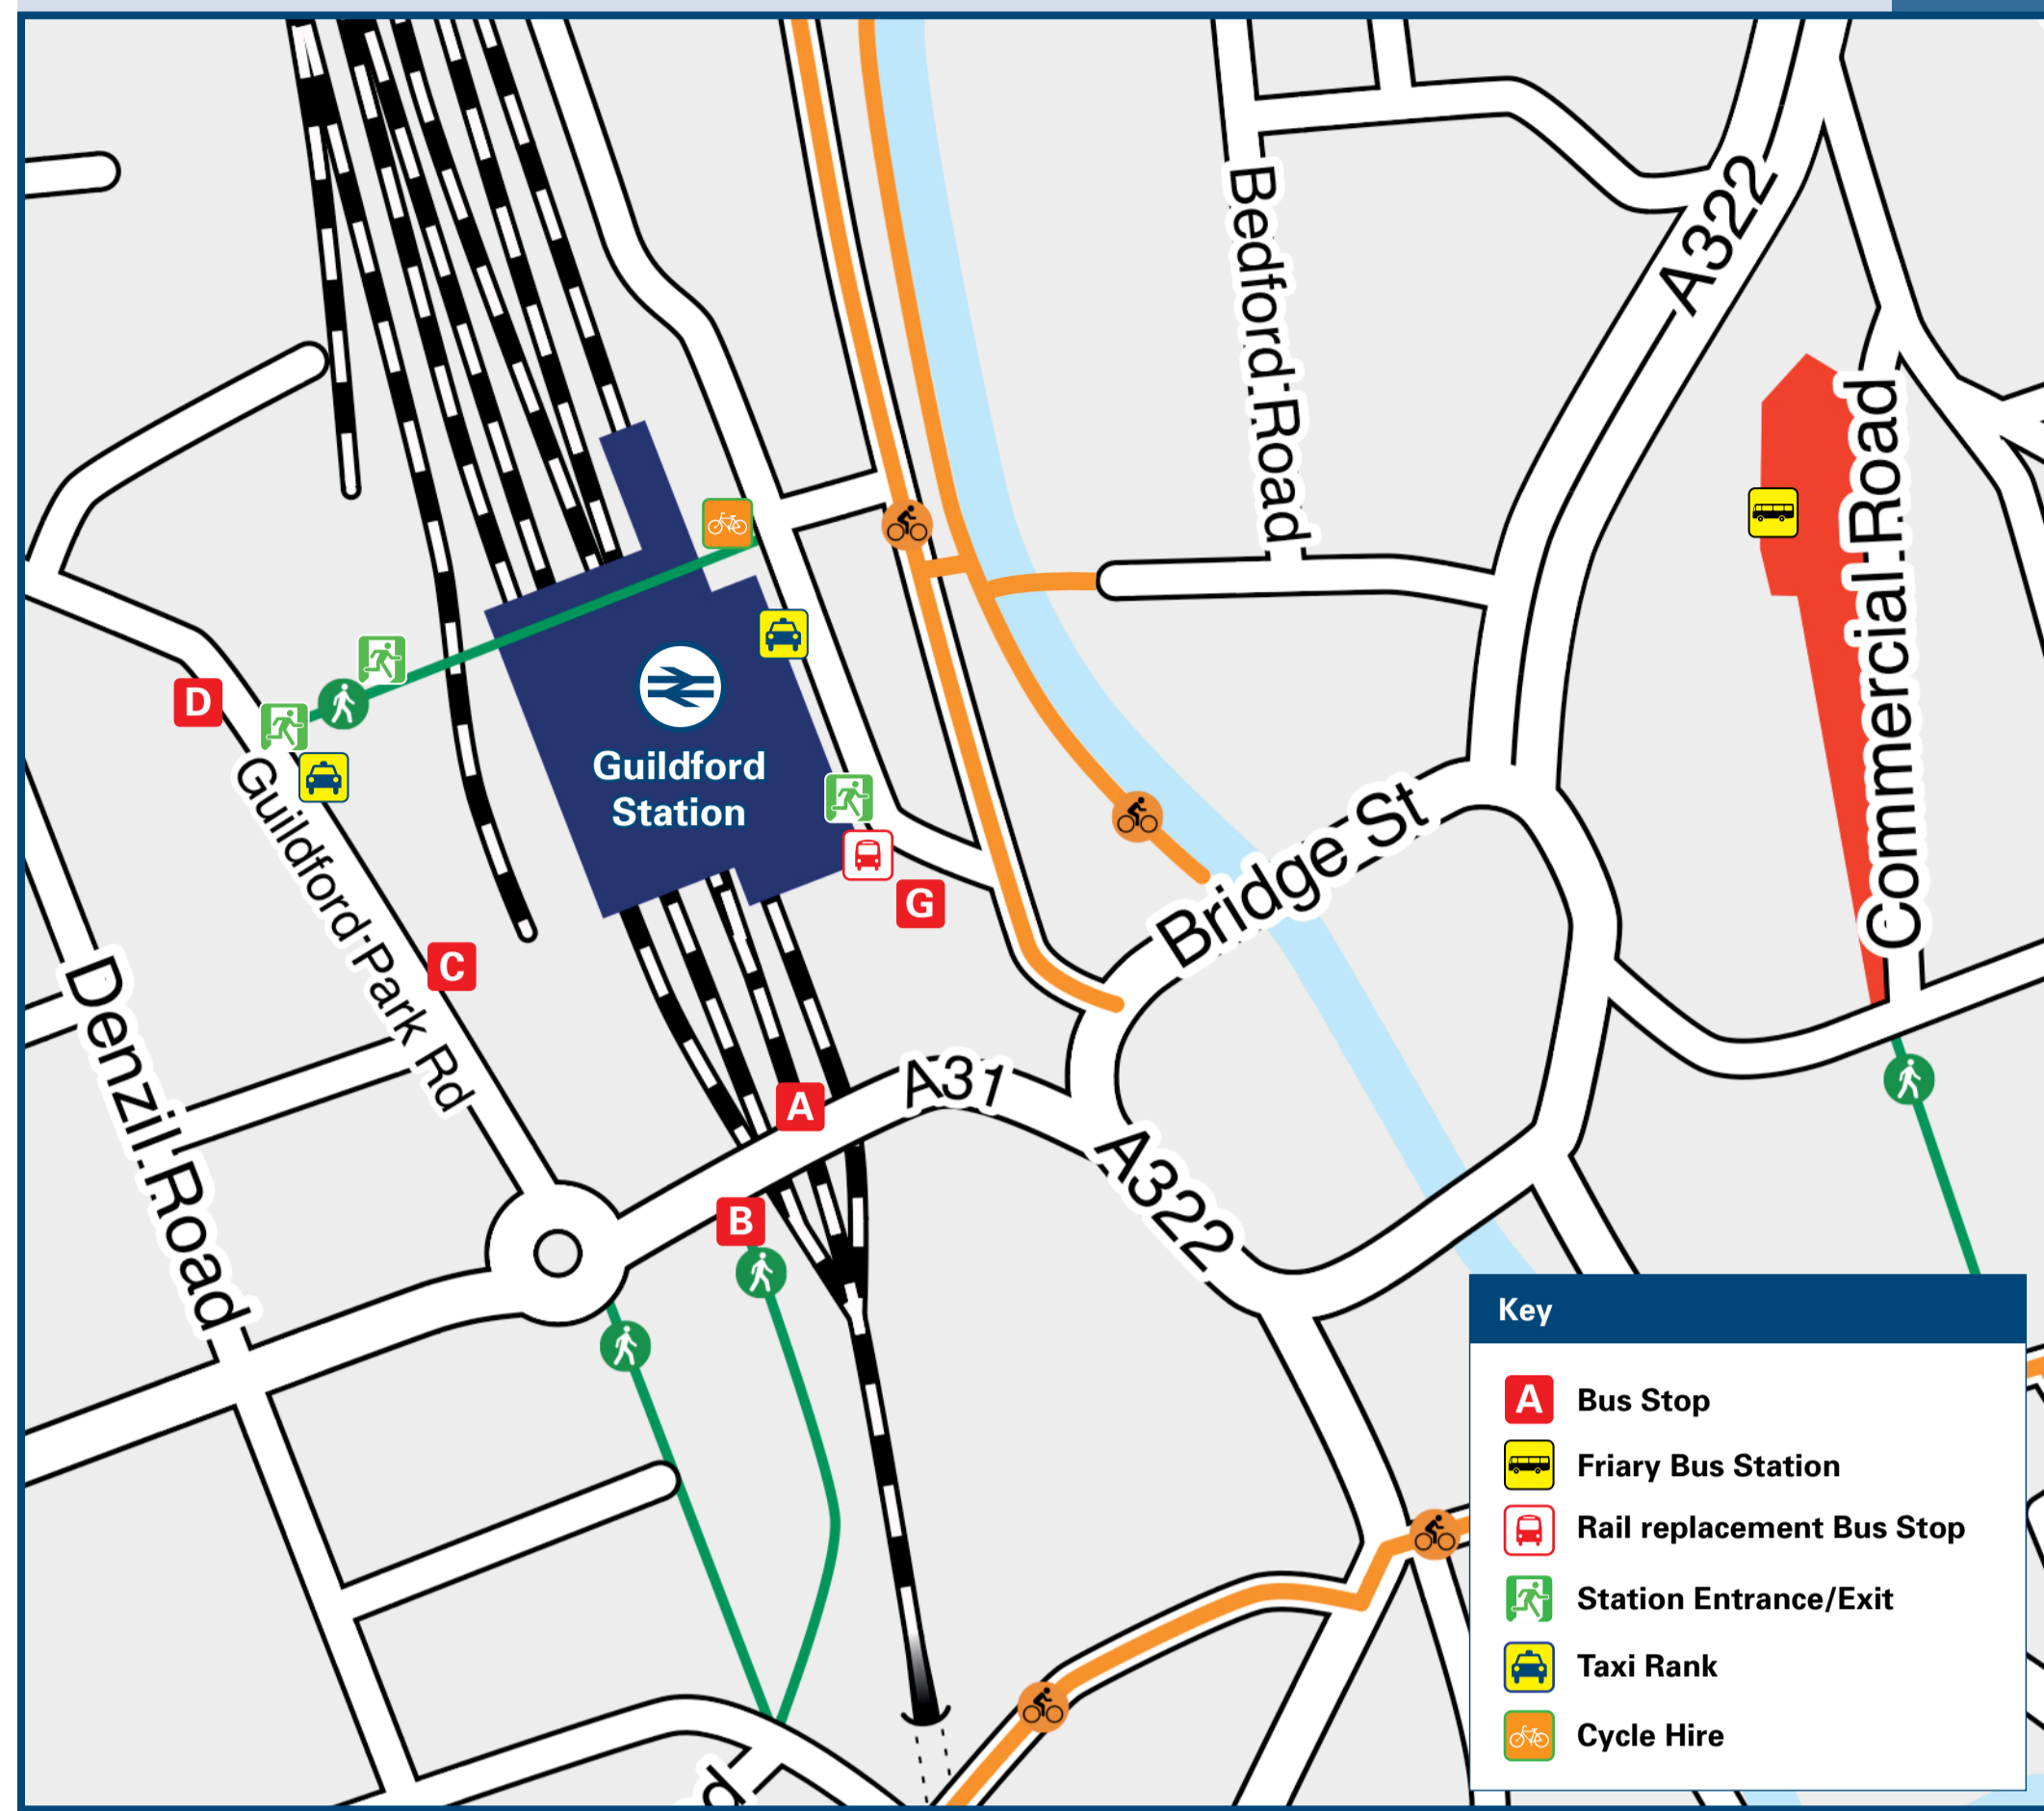 A322
Bedford Road
Commercial Road
D
Guildford
Station
Guildford Park Rd
G
Bridge St
C
Denzil Road
A31
A
A322
B
d
Key
A Bus Stop
Friary Bus Station
Rail replacement Bus Stop
Station Entrance/Exit
Taxi Rank
Cycle Hire